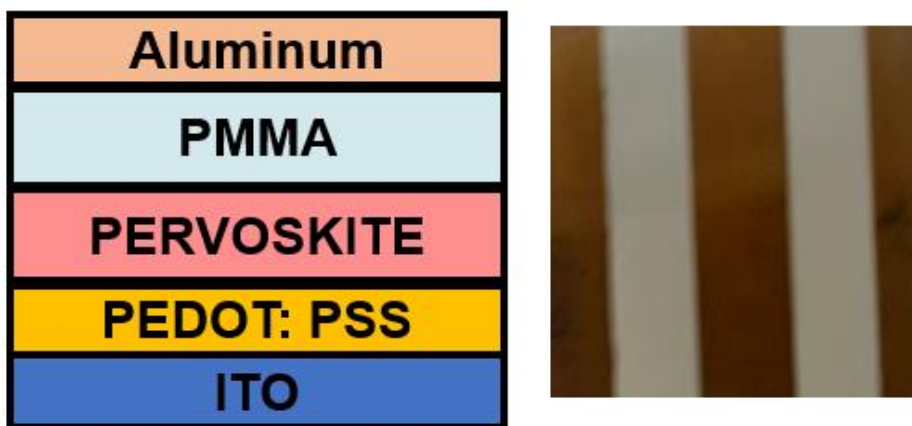 Aluminum
PMMA
PERVOSKITE
PEDOT: PSS
ITO